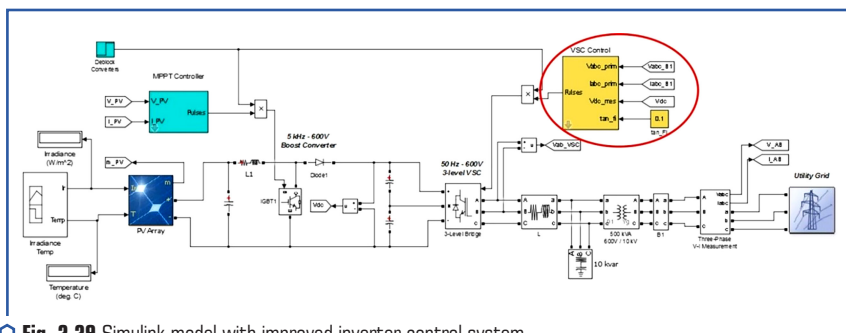 Deblock
Converters
MPPT Controller
V_PV
I_PV
V_PV
I_PV
Pulses
VSC Control
Vabc_prim
Iabc_prim
Vdc_mes
tan_fi
Pulses
Vabc_B1
Iabc_B1
Vdc
0.1
tan_Fi
Vab_VSC
Irradiance
(W/m^2)
m_PV
5 kHz - 600V
Boost Converter
L1
Diode1
IGBT1
Vdc
50 Hz - 600V
3-level VSC
3-Level Bridge
Ir
Temp
Irradiance
Temp
m
PV Array
Temperature
(deg. C)
L
10 kvar
500 kVA
600V / 10 kV
B1
Three-Phase
V-I Measurement
Utility Grid
Fig. 3.29 Simulink model with improved inverter control system